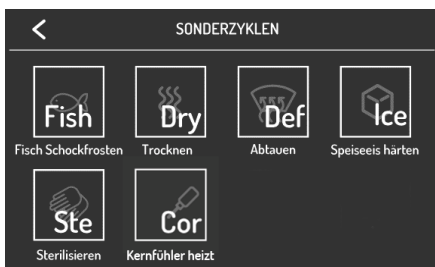 SONDERZYKLEN
Fish Dry Def Ice
Fisch Schockfrosten Trocknen Abtauen Speiseeis härten
Ste Cor
Sterilisieren Kernfühler heizt